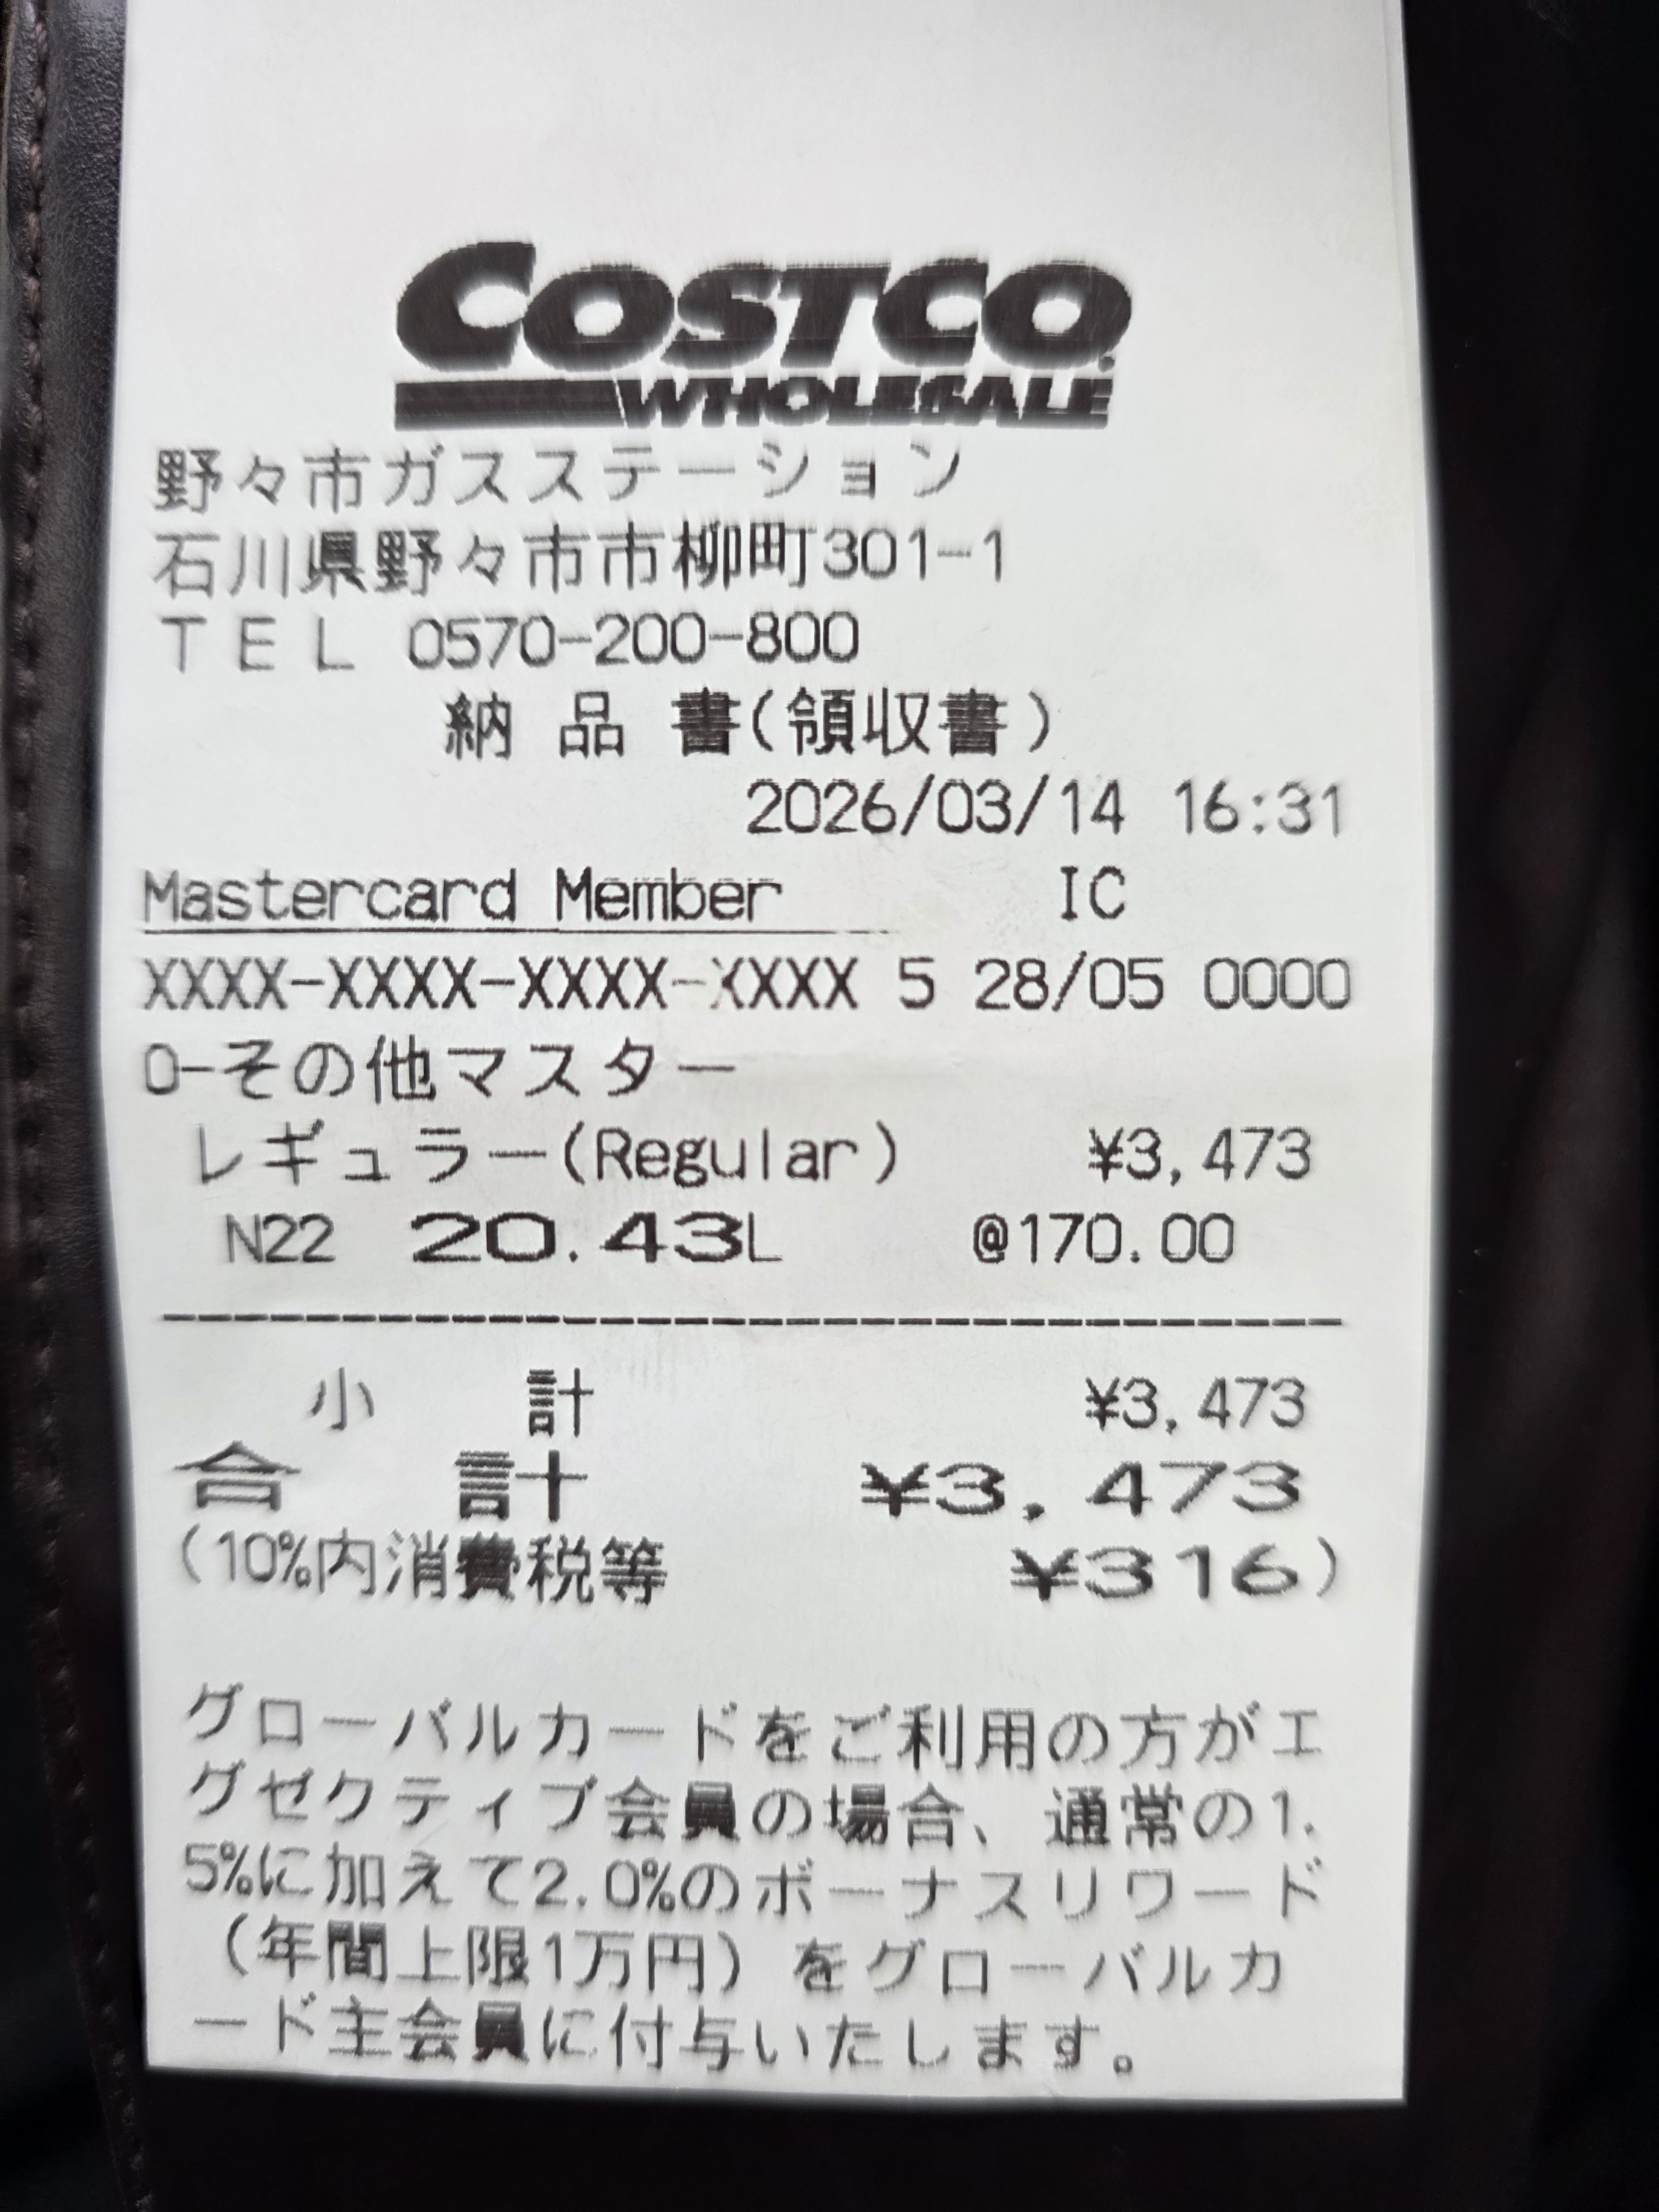 COSTCO
WHOLESALE
野々市ガスステーション
石川県野々市市柳町301-1
ＴＥＬ 0570-200-800
納 品 書(領収書)
2026/03/14 16:31
Mastercard Member IC
XXXX-XXXX-XXXX-XXXX 5 28/05 0000
0-その他マスター
レギュラー(Regular) ¥3,473
N22 20.43L @170.00
小 計 ¥3,473
合 計 ¥3,473
(10%内消費税等 ¥316)
グローバルカードをご利用の方がエ
グゼクティブ会員の場合、通常の1.
5%に加えて2.0%のボーナスリワード
(年間上限1万円)をグローバルカ
ード主会員に付与いたします。